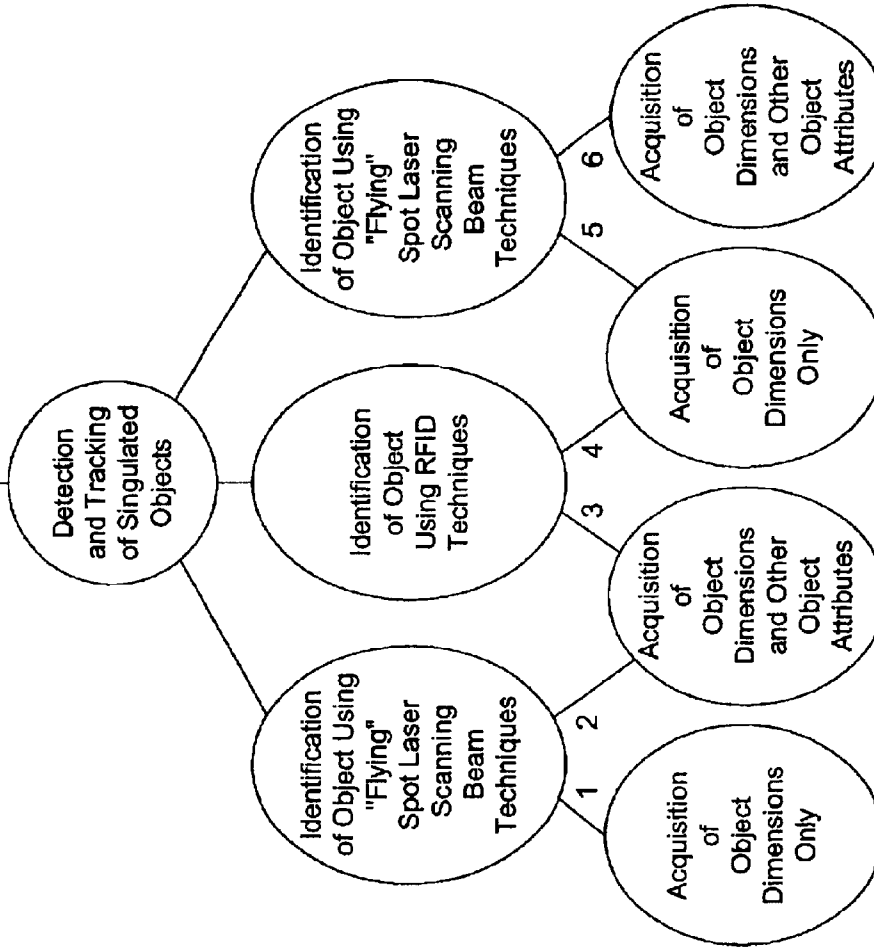 Detection
and Tracking
of Singulated
Objects
Identification
of Object Using
"Flying"
Spot Laser
Scanning
Beam
Techniques
Identification
of Object
Using RFID
Techniques
Identification
of Object Using
"Flying"
Spot Laser
Scanning
Beam
Techniques
1
2
3
4
5
6
Acquisition
of
Object
Dimensions
Only
Acquisition
of
Object
Dimensions
and Other
Object
Attributes
Acquisition
of
Object
Dimensions
Only
Acquisition
of
Object
Dimensions
and Other
Object
Attributes